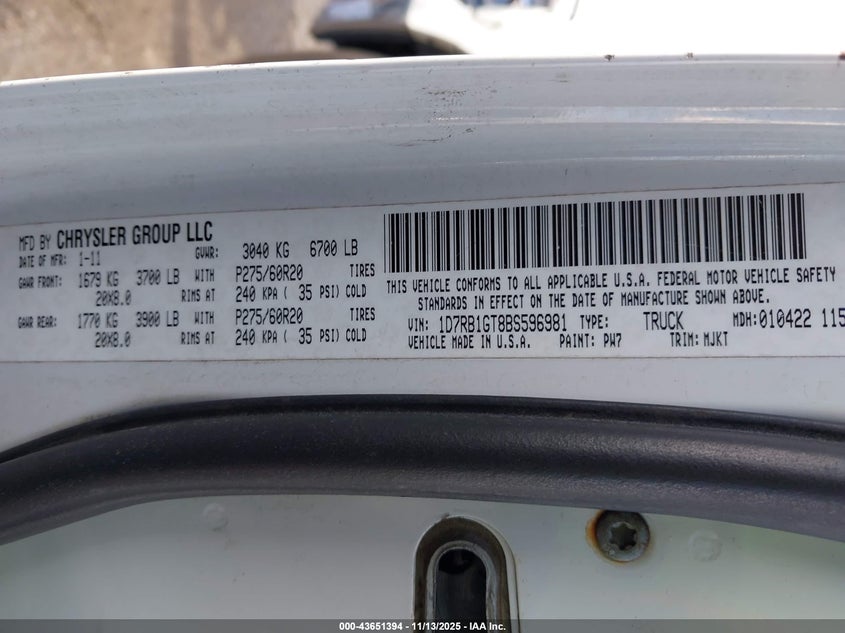 MFD BY CHRYSLER GROUP LLC
DATE OF MFR: 1-11 GVWR: 3040 KG 6700 LB
GAWR FRONT: 1679 KG 3700 LB WITH P275/60R20 TIRES
20X8.0 RIMS AT 240 KPA ( 35 PSI) COLD
GAWR REAR: 1770 KG 3900 LB WITH P275/60R20 TIRES
20X8.0 RIMS AT 240 KPA ( 35 PSI) COLD
THIS VEHICLE CONFORMS TO ALL APPLICABLE U.S.A. FEDERAL MOTOR VEHICLE SAFETY
STANDARDS IN EFFECT ON THE DATE OF MANUFACTURE SHOWN ABOVE.
VIN: 1D7RB1GT8BS596981 TYPE: TRUCK MDH:010422 115
VEHICLE MADE IN U.S.A. PAINT: PW7 TRIM: MJKT
000-43651394 - 11/13/2025 - IAA Inc.